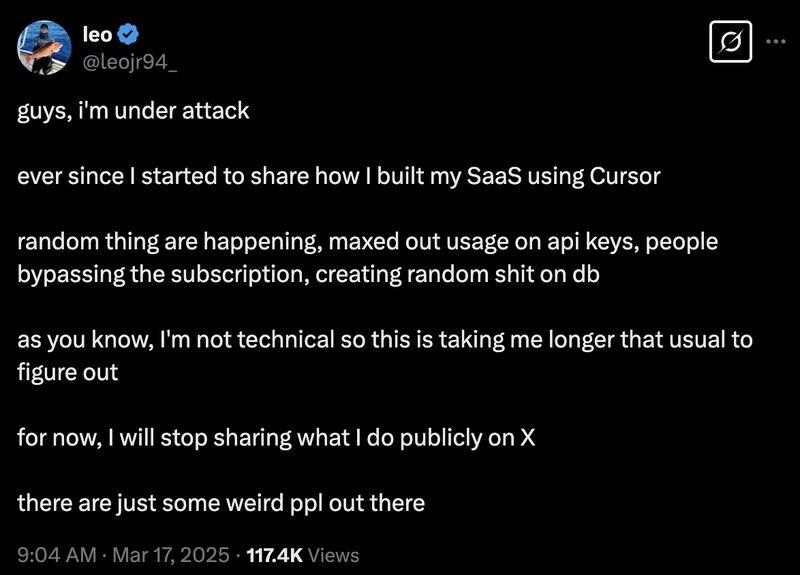 leo
@leojr94_
guys, i'm under attack
ever since I started to share how I built my SaaS using Cursor
random thing are happening, maxed out usage on api keys, people
bypassing the subscription, creating random shit on db
as you know, I'm not technical so this is taking me longer that usual to
figure out
for now, I will stop sharing what I do publicly on X
there are just some weird ppl out there
9:04 AM · Mar 17, 2025 · 117.4K Views